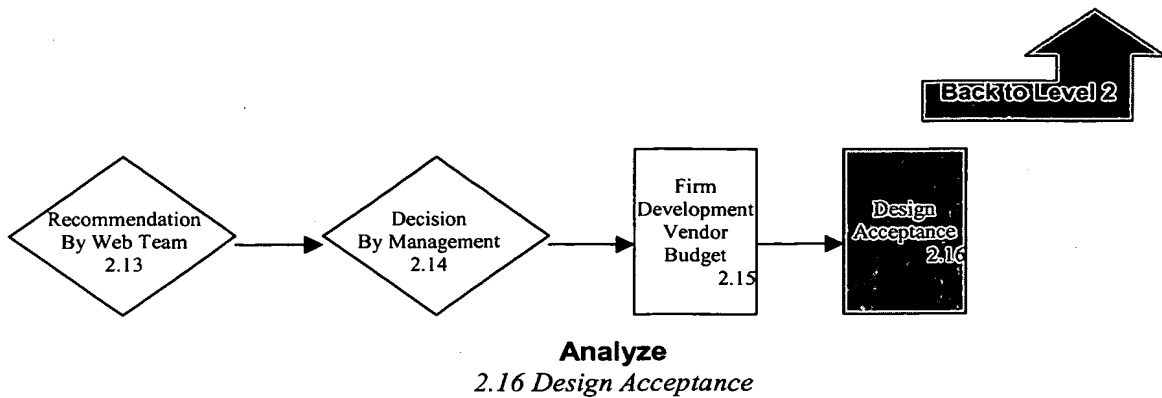 Back to Level 2
Recommendation
By Web Team
2.13
Decision
By Management
2.14
Firm
Development
Vendor
Budget
2.15
Design
Acceptance
2.16
Analyze
2.16 Design Acceptance